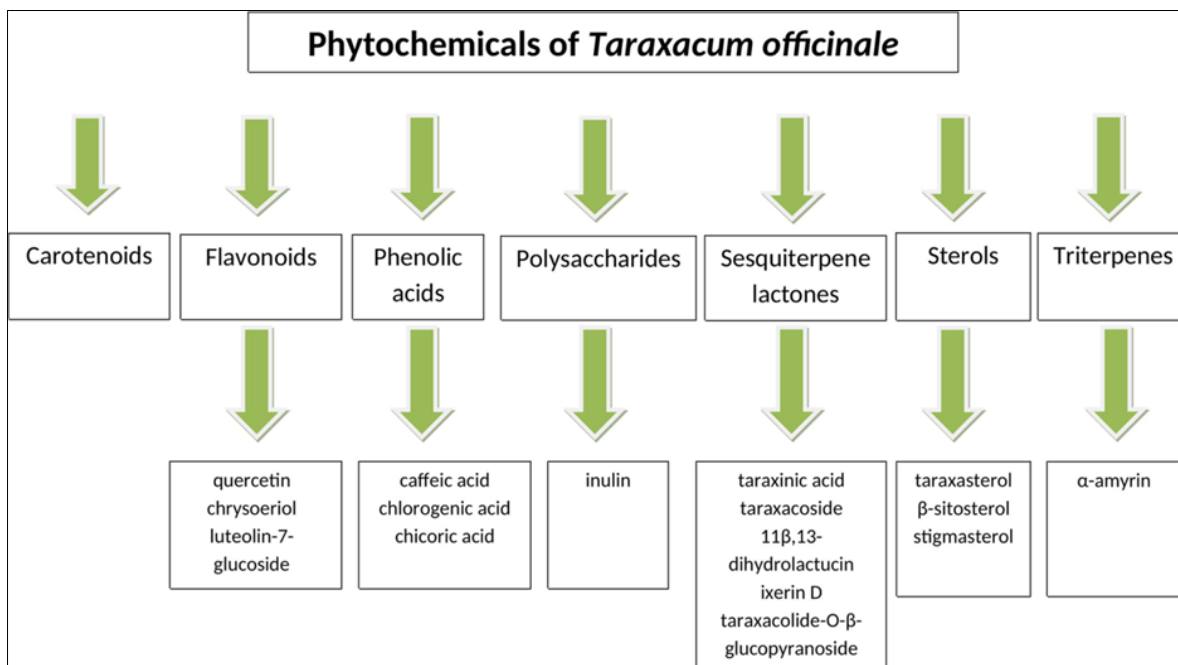 Phytochemicals of Taraxacum officinale
Carotenoids
Flavonoids
Phenolic
acids
Polysaccharides
Sesquiterpene
lactones
Sterols
Triterpenes
quercetin
chrysoeriol
luteolin-7-
glucoside
caffeic acid
chlorogenic acid
chicoric acid
inulin
taraxinic acid
taraxacoside
11β,13-
dihydrolactucin
ixerin D
taraxacolide-O-β-
glucopyranoside
taraxasterol
β-sitosterol
stigmasterol
α-amyrin